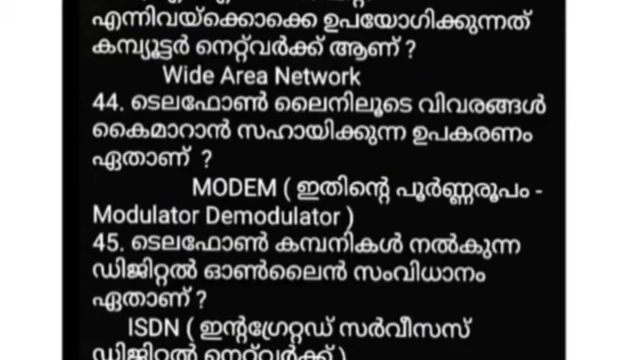 എന്നിവയ്ക്കൊക്കെ ഉപയോഗിക്കുന്നത്
കമ്പ്യൂട്ടർ നെറ്റ്‌വർക്ക് ആണ് ?
Wide Area Network
44. ടെലഫോൺ ലൈനിലൂടെ വിവരങ്ങൾ
കൈമാറാൻ സഹായിക്കുന്ന ഉപകരണം
ഏതാണ് ?
MODEM ( ഇതിന്റെ പൂർണ്ണരൂപം -
Modulator Demodulator )
45. ടെലഫോൺ കമ്പനികൾ നൽകുന്ന
ഡിജിറ്റൽ ഓൺലൈൻ സംവിധാനം
ഏതാണ് ?
ISDN ( ഇന്റഗ്രേറ്റഡ് സർവീസസ്
ഡിജിറ്റൽ നെറ്റ്‌വർക്ക് )